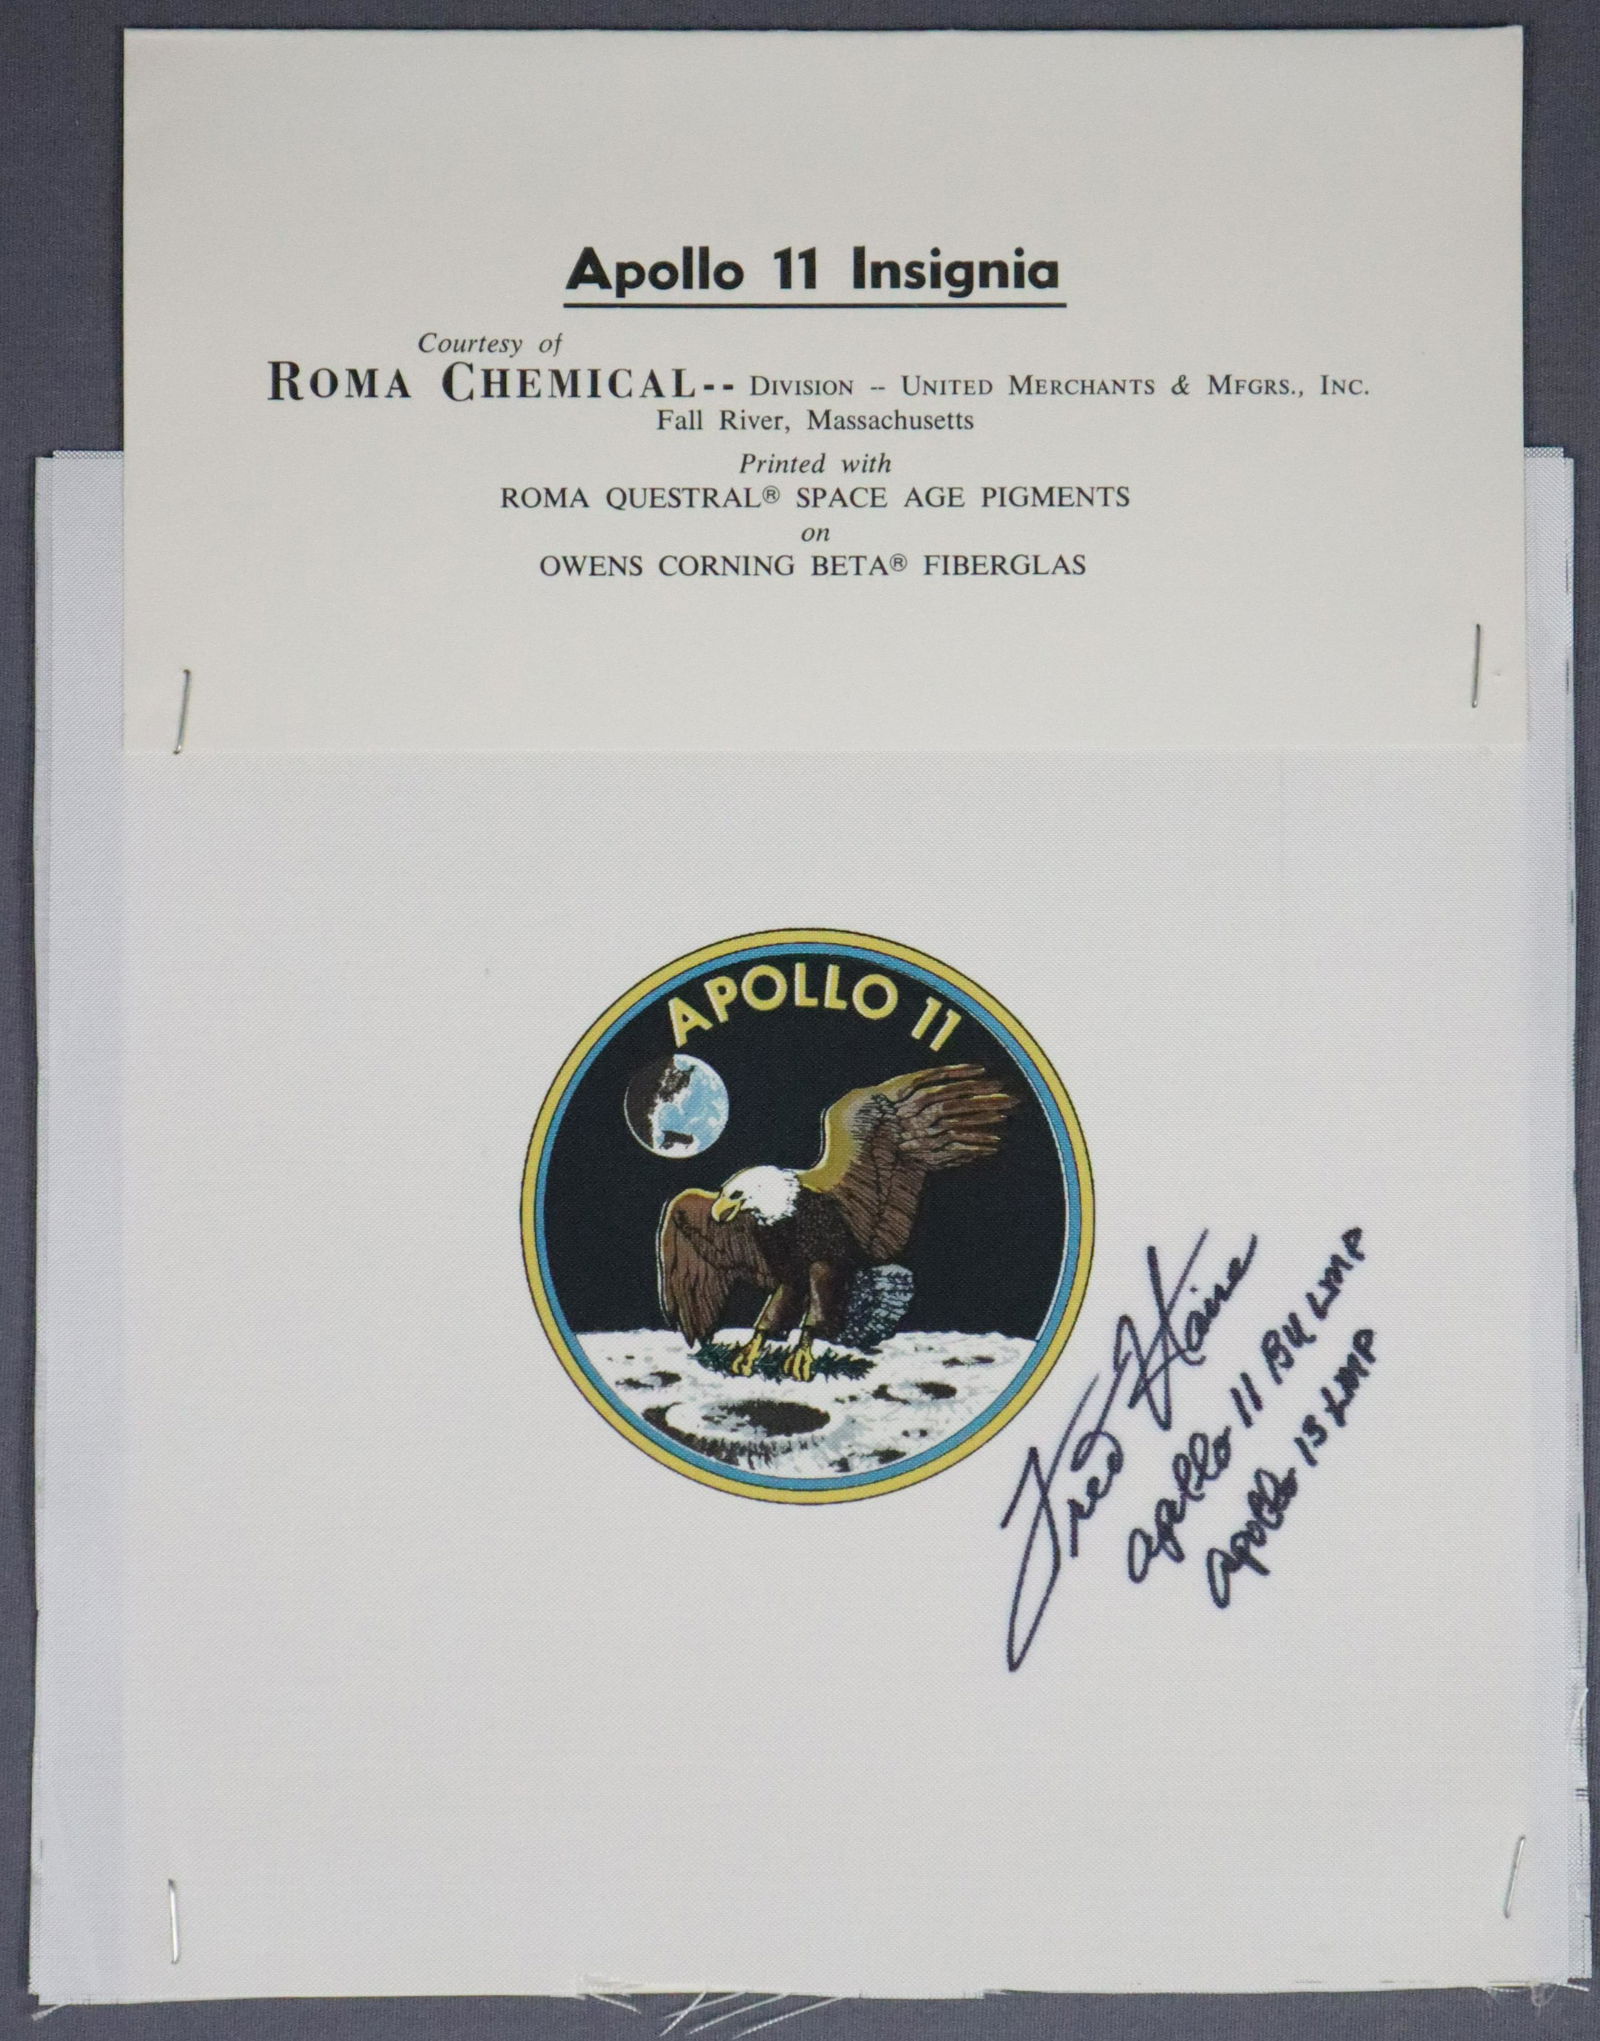 Apollo 11 Insignia
Courtesy of
ROMA CHEMICAL-- DIVISION -- UNITED MERCHANTS & MFGRS., INC.
Fall River, Massachusetts
Printed with
ROMA QUESTRAL® SPACE AGE PIGMENTS
on
OWENS CORNING BETA® FIBERGLAS
APOLLO 11
Fred Haise
Apollo 11 BU LMP
Apollo 13 LMP